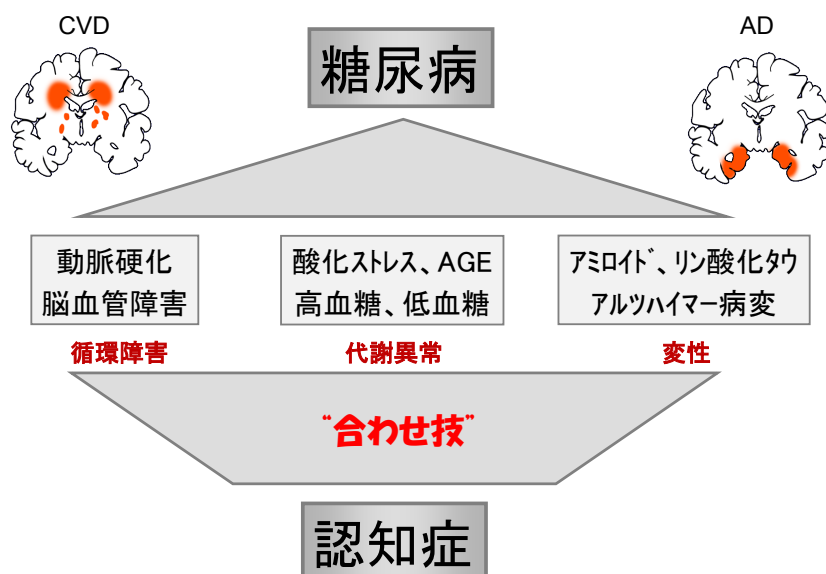 CVD
糖尿病
AD
動脈硬化
脳血管障害
酸化ストレス、AGE
高血糖、低血糖
アミロイド、リン酸化タウ
アルツハイマー病変
循環障害
代謝異常
変性
“合わせ技”
認知症